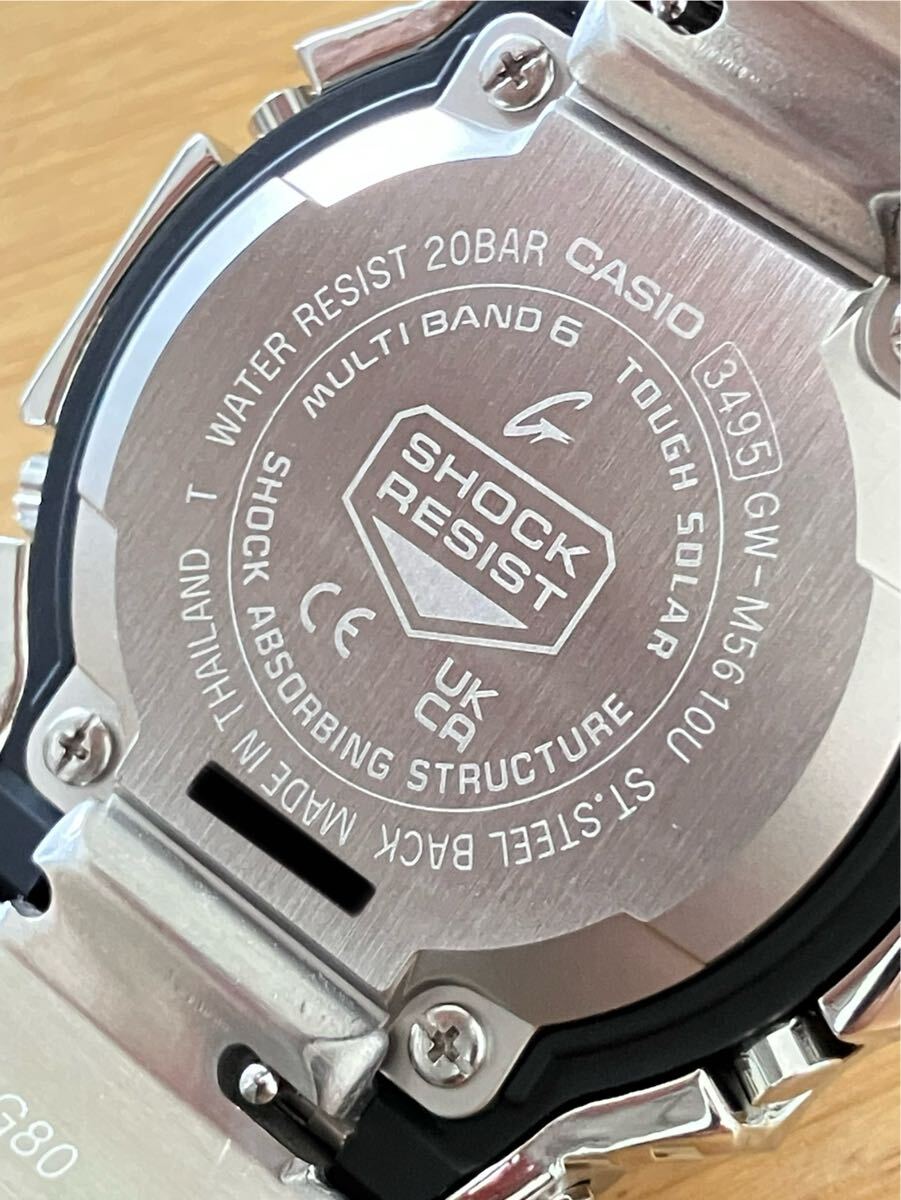 CASIO 3495 GW-M5610U ST.STEEL BACK MADE IN THAILAND T WATER RESIST 20BAR
MULTI BAND 6 TOUGH SOLAR
SHOCK ABSORBING STRUCTURE
G
SHOCK
RESIST
CE
UK
CA
G80